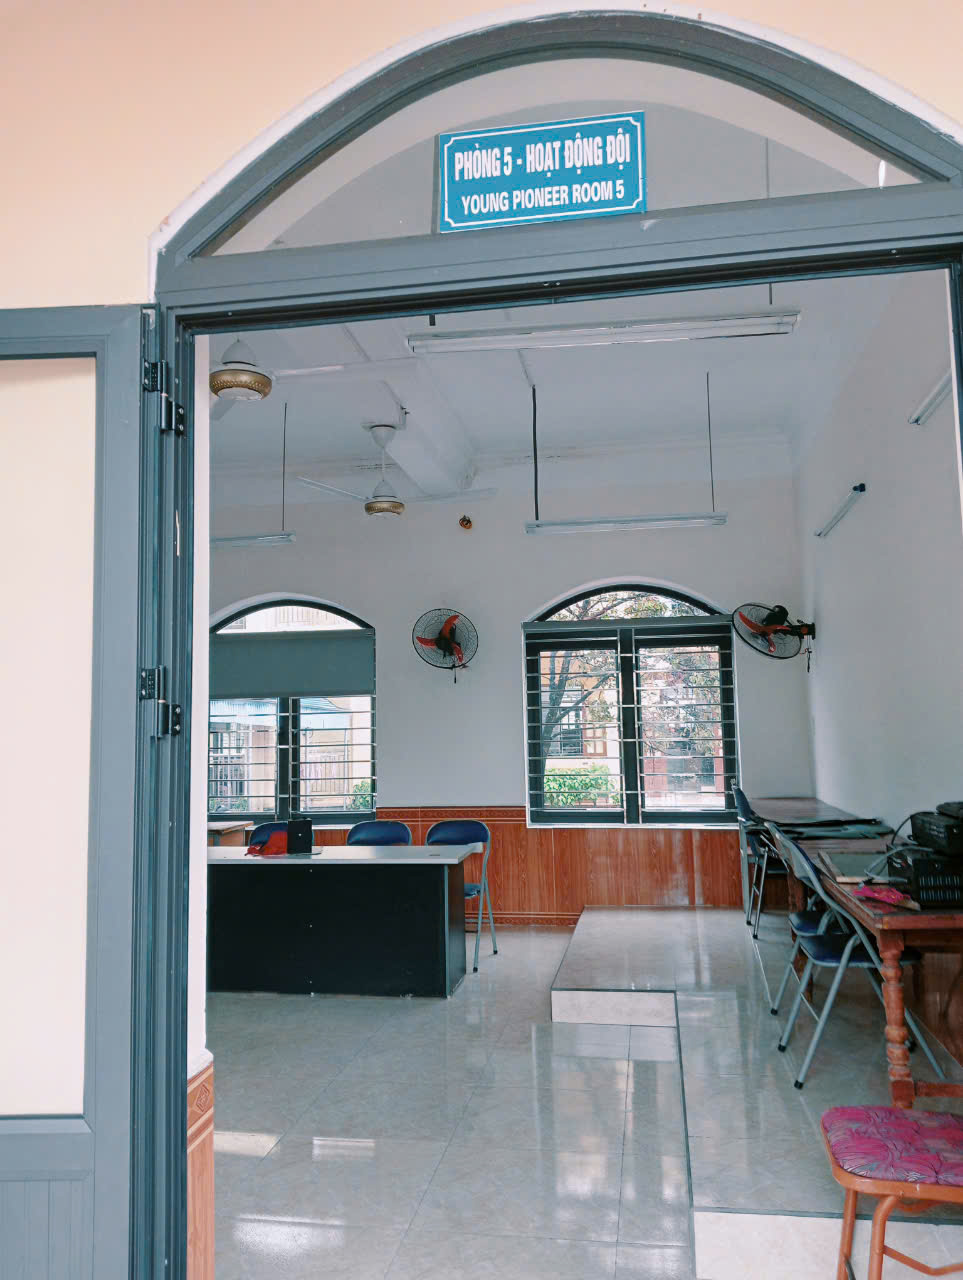 PHÒNG 5 - HOẠT ĐỘNG ĐỘI
YOUNG PIONEER ROOM 5